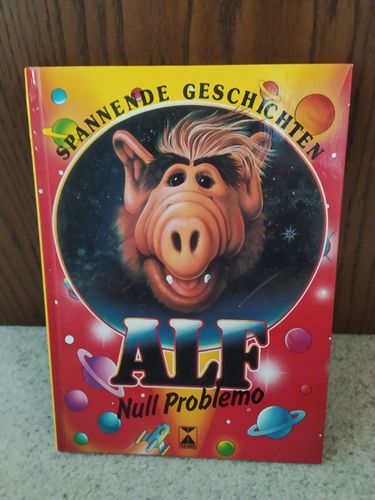 SPANNENDE GESCHICHTEN
ALF
Null Problemo